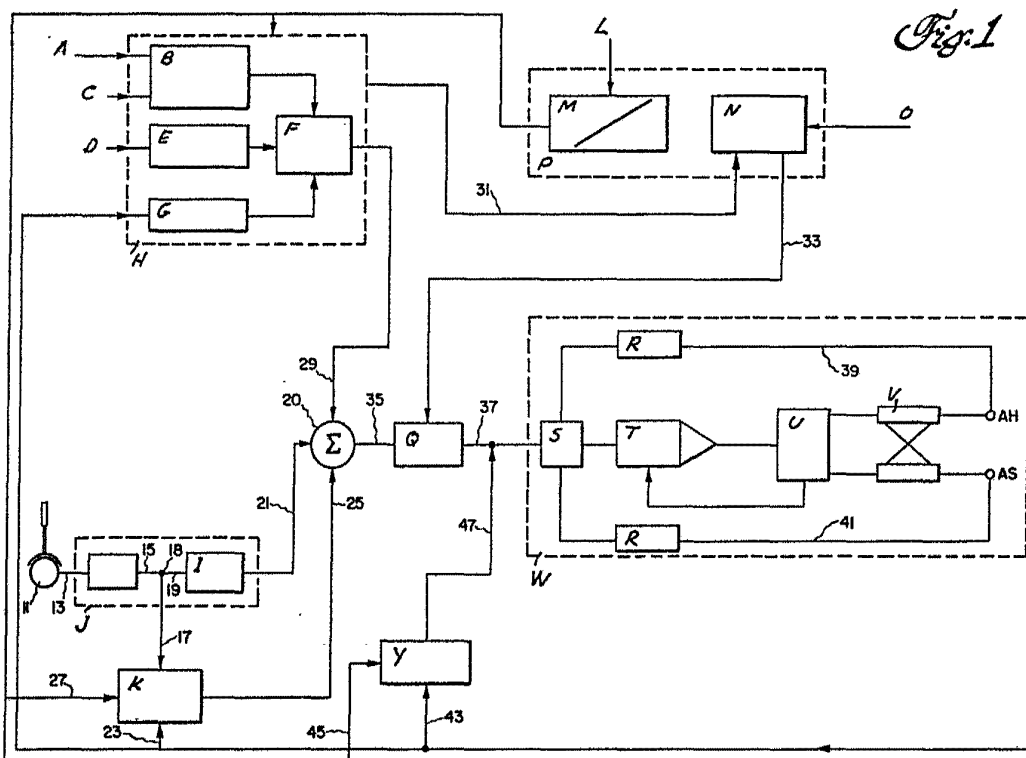 Fig. 1
A
B
L
C
M
N
O
D
E
F
P
G
31
H
33
29
R
39
20
35
37
V1
AH
Σ
Q
S
T
U
21
25
AS
47
15
18
R
41
I
W
11
13
19
J
17
Y
K
27
45
43
23